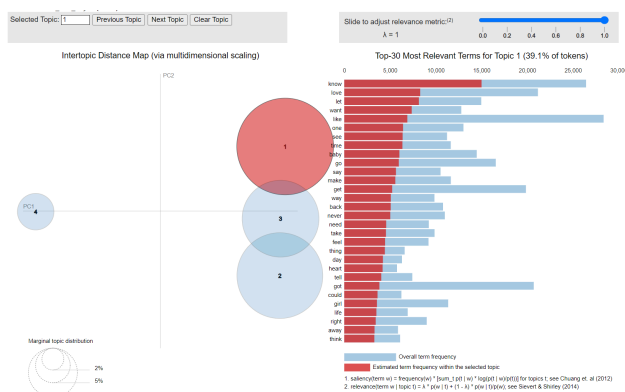 Selected Topic: 1 Previous Topic Next Topic Clear Topic
Slide to adjust relevance metric:(2)
λ = 1
0.0 0.2 0.4 0.6 0.8 1.0
Intertopic Distance Map (via multidimensional scaling)
PC2
PC1
1
3
2
4
Marginal topic distribution
2%
5%
Top-30 Most Relevant Terms for Topic 1 (39.1% of tokens)
0 5,000 10,000 15,000 20,000 25,000 30,00
know
love
let
want
like
one
see
time
baby
go
say
make
get
way
back
never
need
take
feel
thing
day
heart
tell
got
could
girl
life
right
away
think
Overall term frequency
Estimated term frequency within the selected topic
1. saliency(term w) = frequency(w) * [sum_t p(t | w) * log(p(t | w)/p(t))] for topics t; see Chuang et. al (2012)
2. relevance(term w | topic t) = λ * p(w | t) + (1 - λ) * p(w | t)/p(w); see Sievert & Shirley (2014)